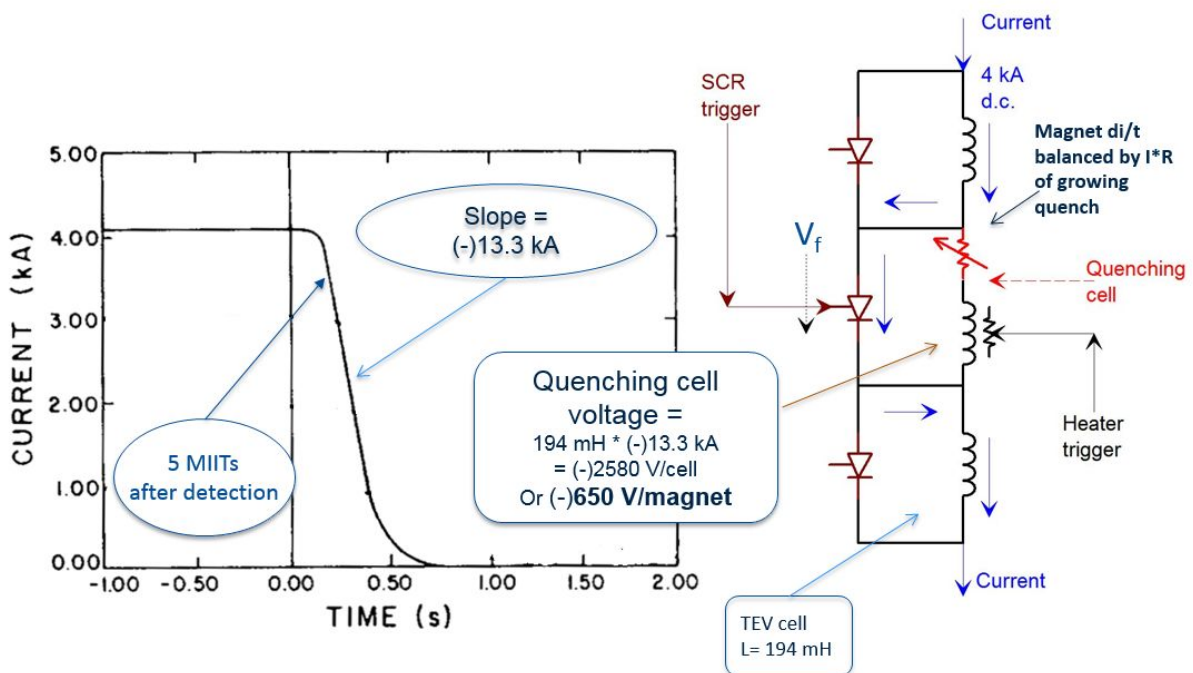 5.00
4.00
3.00
2.00
1.00
0.00
CURRENT (kA)
-1.00
-0.50
0.00
0.50
1.00
1.50
2.00
TIME (s)
Slope =
(-)13.3 kA
5 MIITs
after detection
Quenching cell
voltage =
194 mH * (-)13.3 kA
= (-)2580 V/cell
Or (-)650 V/magnet
SCR
trigger
Vf
Current
4 kA
d.c.
Magnet di/t
balanced by I*R
of growing
quench
Quenching
cell
Heater
trigger
Current
TEV cell
L= 194 mH